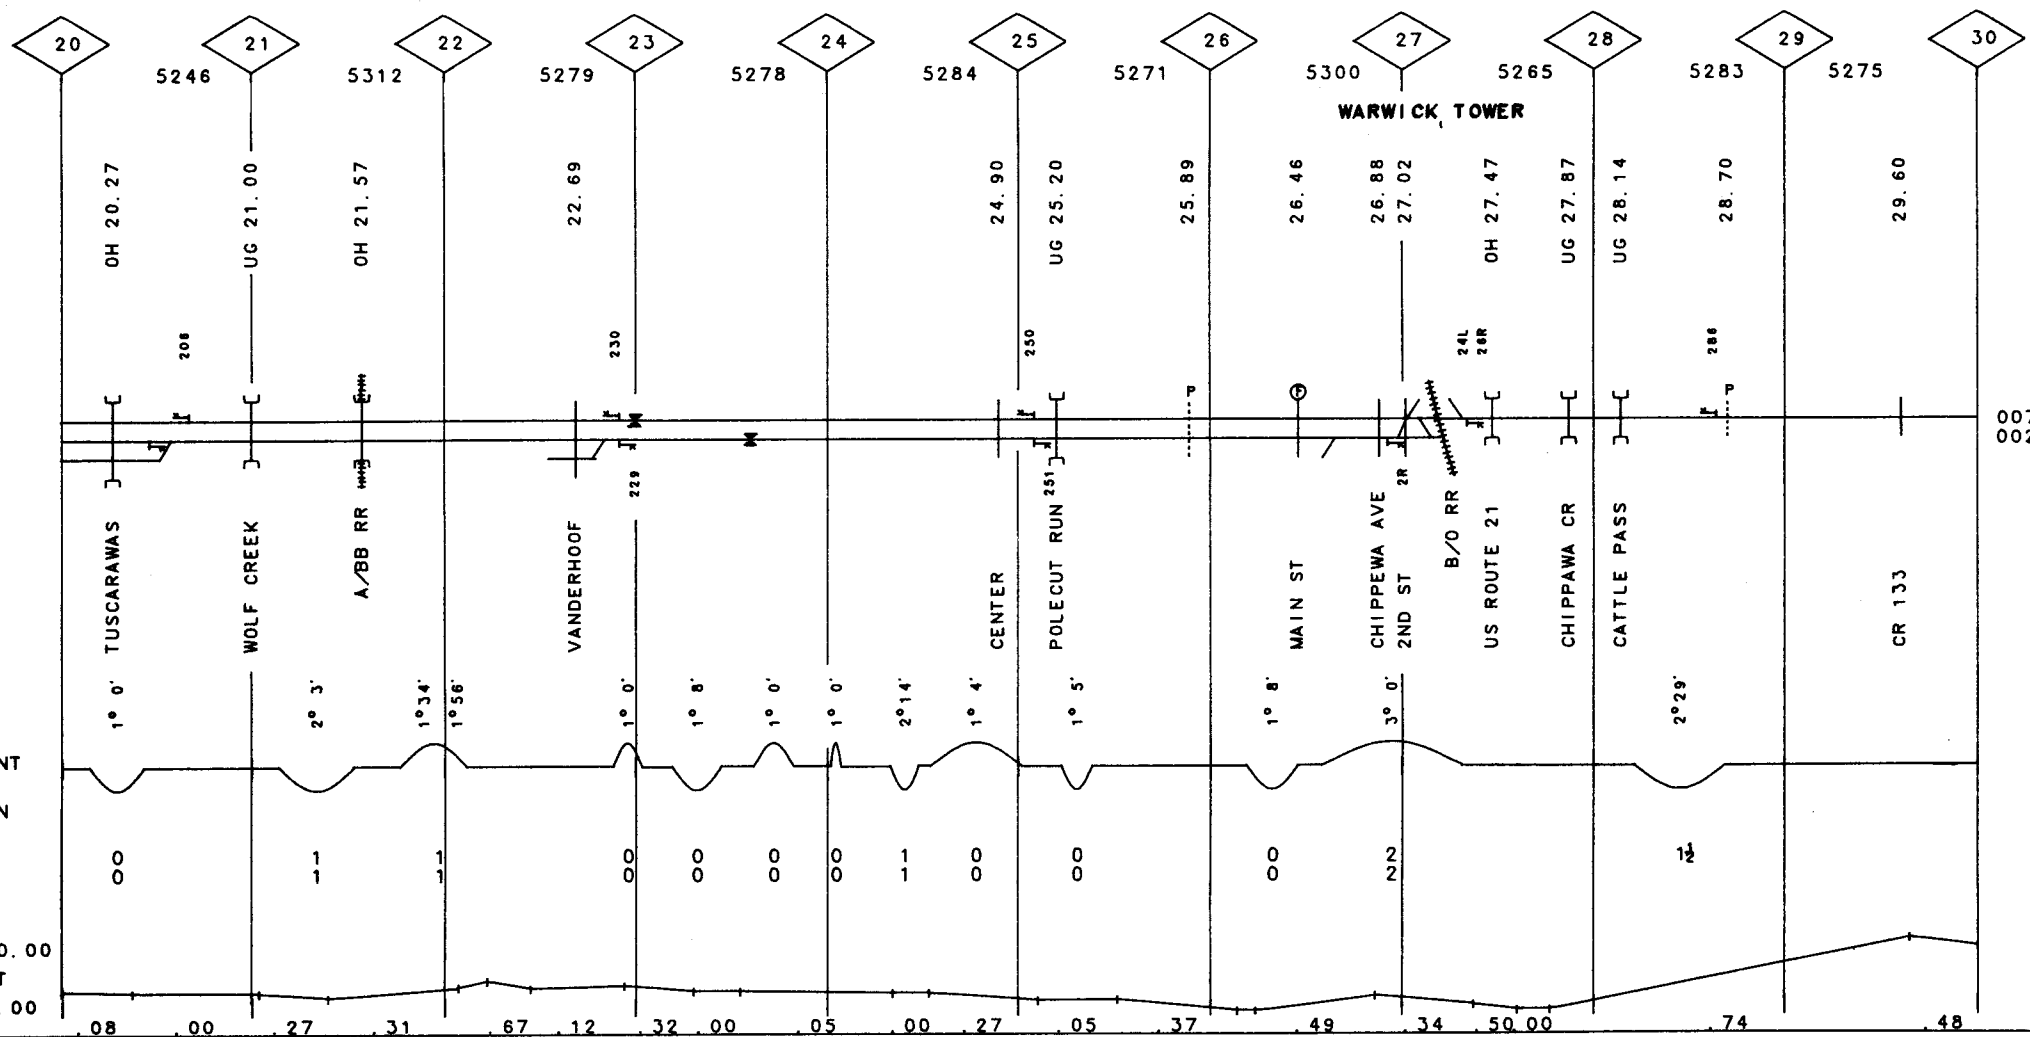 20 21 22 23 24 25 26 27 28 29 30
5246 5312 5279 5278 5284 5271 5300 5265 5283 5275
WARWICK TOWER
OH 20.27
UG 21.00
OH 21.57
22.69
24.90
UG 25.20
25.89
26.46
26.88
27.02
OH 27.47
UG 27.87
UG 28.14
28.70
29.60
208
230
250
24L
26R
286
P
F
P
007
002
229
251
2R
TUSCARAWAS
WOLF CREEK
A/BB RR
VANDERHOOF
CENTER
POLECUT RUN
MAIN ST
CHIPPEWA AVE
2ND ST
B/O RR
US ROUTE 21
CHIPPAWA CR
CATTLE PASS
CR 133
1° 0'
2° 3'
1°34'
1°56'
1° 0'
1° 8'
1° 0'
1° 0'
2°14'
1° 4'
1° 5'
1° 8'
3° 0'
2°29'
NT
N
0 1 1 0 0 0 0 1 0 0 0 2 1½
0 1 1 0 0 0 0 1 0 0 0 2
0.00
T
00
.08 .00 .27 .31 .67 .12 .32 .00 .05 .00 .27 .05 .37 .49 .34 .50 .00 .74 .48